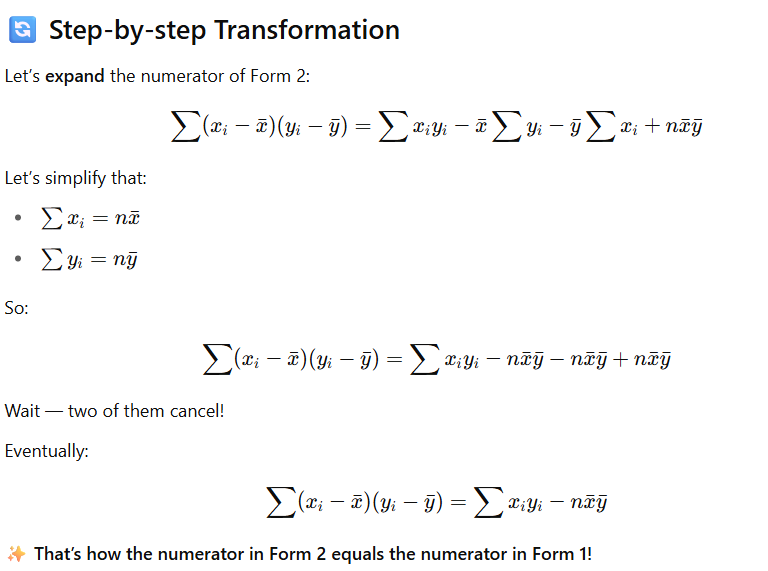 🔄 Step-by-step Transformation
Let's expand the numerator of Form 2:
∑(xᵢ − x̄)(yᵢ − ȳ) = ∑ xᵢyᵢ − x̄ ∑ yᵢ − ȳ ∑ xᵢ + nx̄ȳ
Let's simplify that:
• ∑ xᵢ = nx̄
• ∑ yᵢ = nȳ
So:
∑(xᵢ − x̄)(yᵢ − ȳ) = ∑ xᵢyᵢ − nx̄ȳ − nx̄ȳ + nx̄ȳ
Wait — two of them cancel!
Eventually:
∑(xᵢ − x̄)(yᵢ − ȳ) = ∑ xᵢyᵢ − nx̄ȳ
✨ That's how the numerator in Form 2 equals the numerator in Form 1!